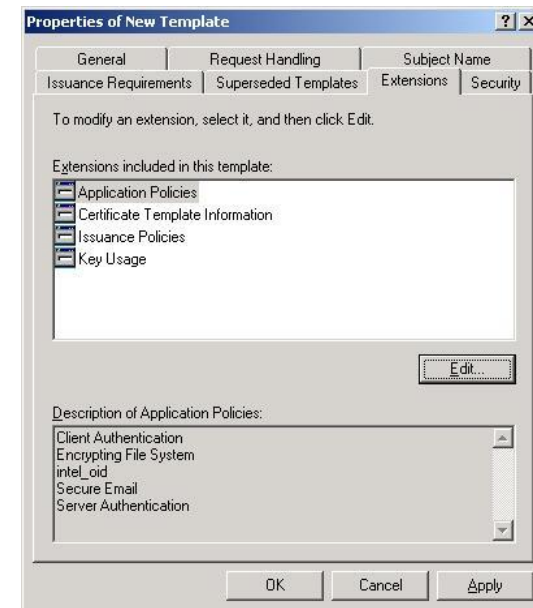 Properties of New Template
General Request Handling Subject Name
Issuance Requirements Superseded Templates Extensions Security
To modify an extension, select it, and then click Edit.
Extensions included in this template:
Application Policies
Certificate Template Information
Issuance Policies
Key Usage
Edit...
Description of Application Policies:
Client Authentication
Encrypting File System
intel_oid
Secure Email
Server Authentication
OK Cancel Apply